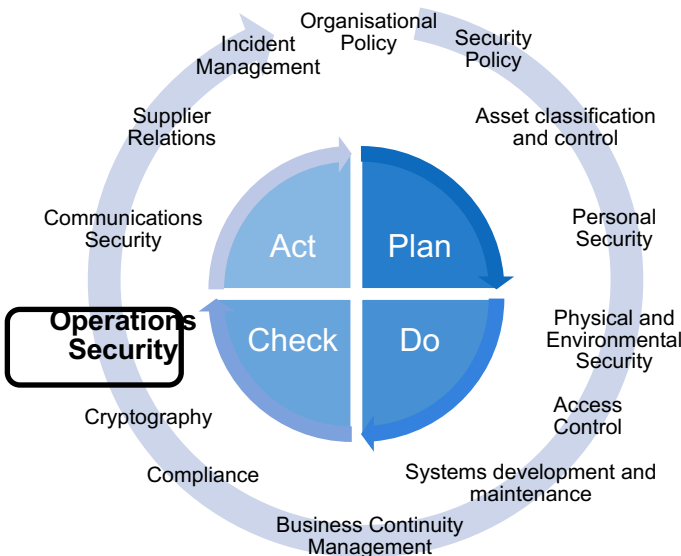 Organisational
Policy
Security
Policy
Asset classification
and control
Personal
Security
Physical and
Environmental
Security
Access
Control
Systems development and
maintenance
Business Continuity
Management
Compliance
Cryptography
Operations
Security
Communications
Security
Supplier
Relations
Incident
Management
Act
Plan
Check
Do